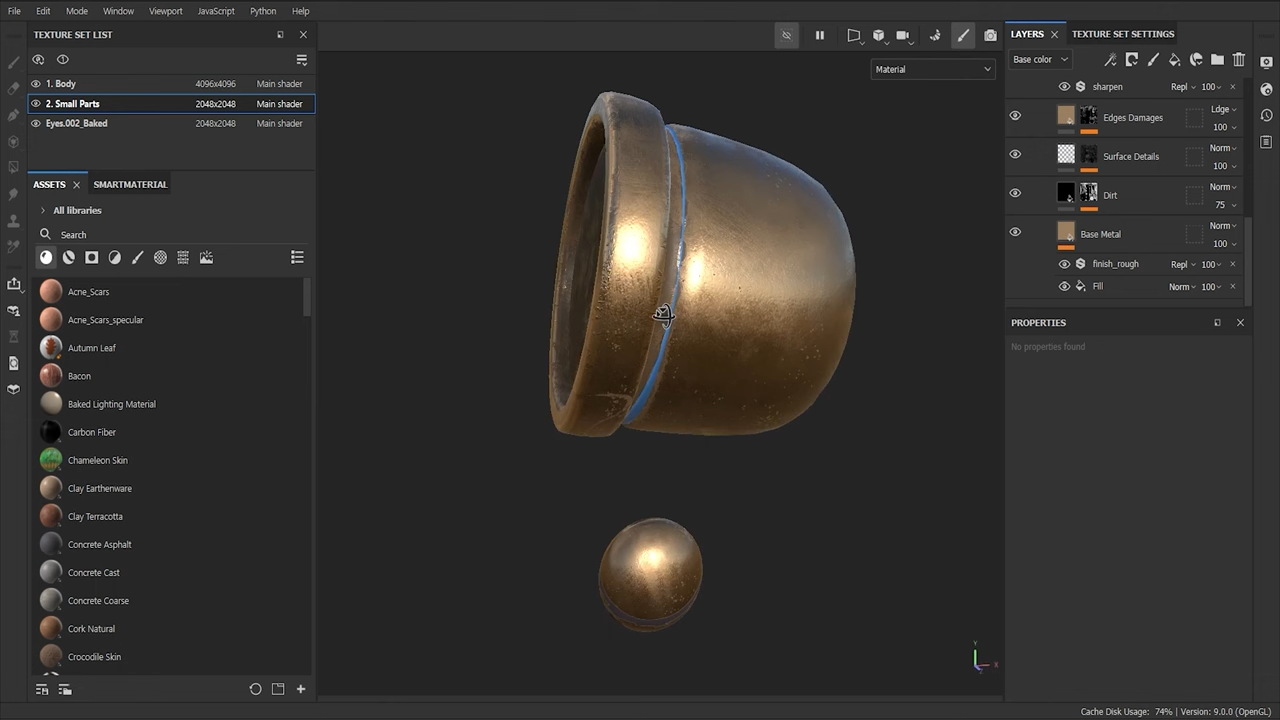 File Edit Mode Window Viewport JavaScript Python Help
TEXTURE SET LIST
1. Body 4096x4096 Main shader
2. Small Parts 2048x2048 Main shader
Eyes.002_Baked 2048x2048 Main shader
ASSETS SMARTMATERIAL
All libraries
Search
Acne_Scars
Acne_Scars_specular
Autumn Leaf
Bacon
Baked Lighting Material
Carbon Fiber
Chameleon Skin
Clay Earthenware
Clay Terracotta
Concrete Asphalt
Concrete Cast
Concrete Coarse
Cork Natural
Crocodile Skin
Material
Y
X
LAYERS TEXTURE SET SETTINGS
Base color
sharpen Repl 100
Edges Damages Ldge
100
Surface Details Norm
100
Dirt Norm
75
Base Metal Norm
100
finish_rough Repl 100
Fill Norm 100
PROPERTIES
No properties found
Cache Disk Usage: 74% | Version: 9.0.0 (OpenGL)